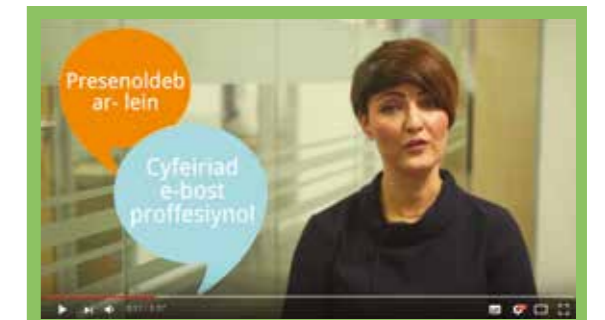 Presenoldeb
ar- lein
Cyfeiriad
e-bost
proffesiynol